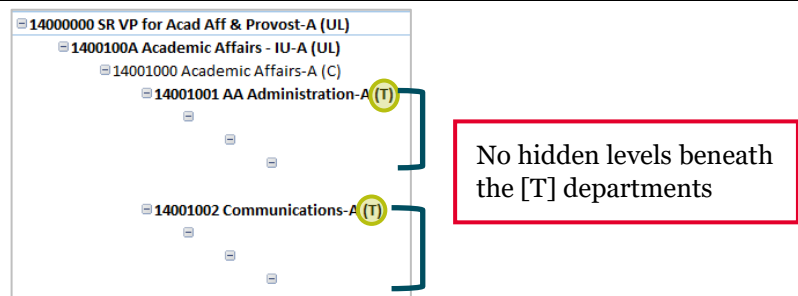 14000000 SR VP for Acad Aff & Provost-A (UL)
1400100A Academic Affairs - IU-A (UL)
14001000 Academic Affairs-A (C)
14001001 AA Administration-A (T)
14001002 Communications-A (T)
No hidden levels beneath
the [T] departments